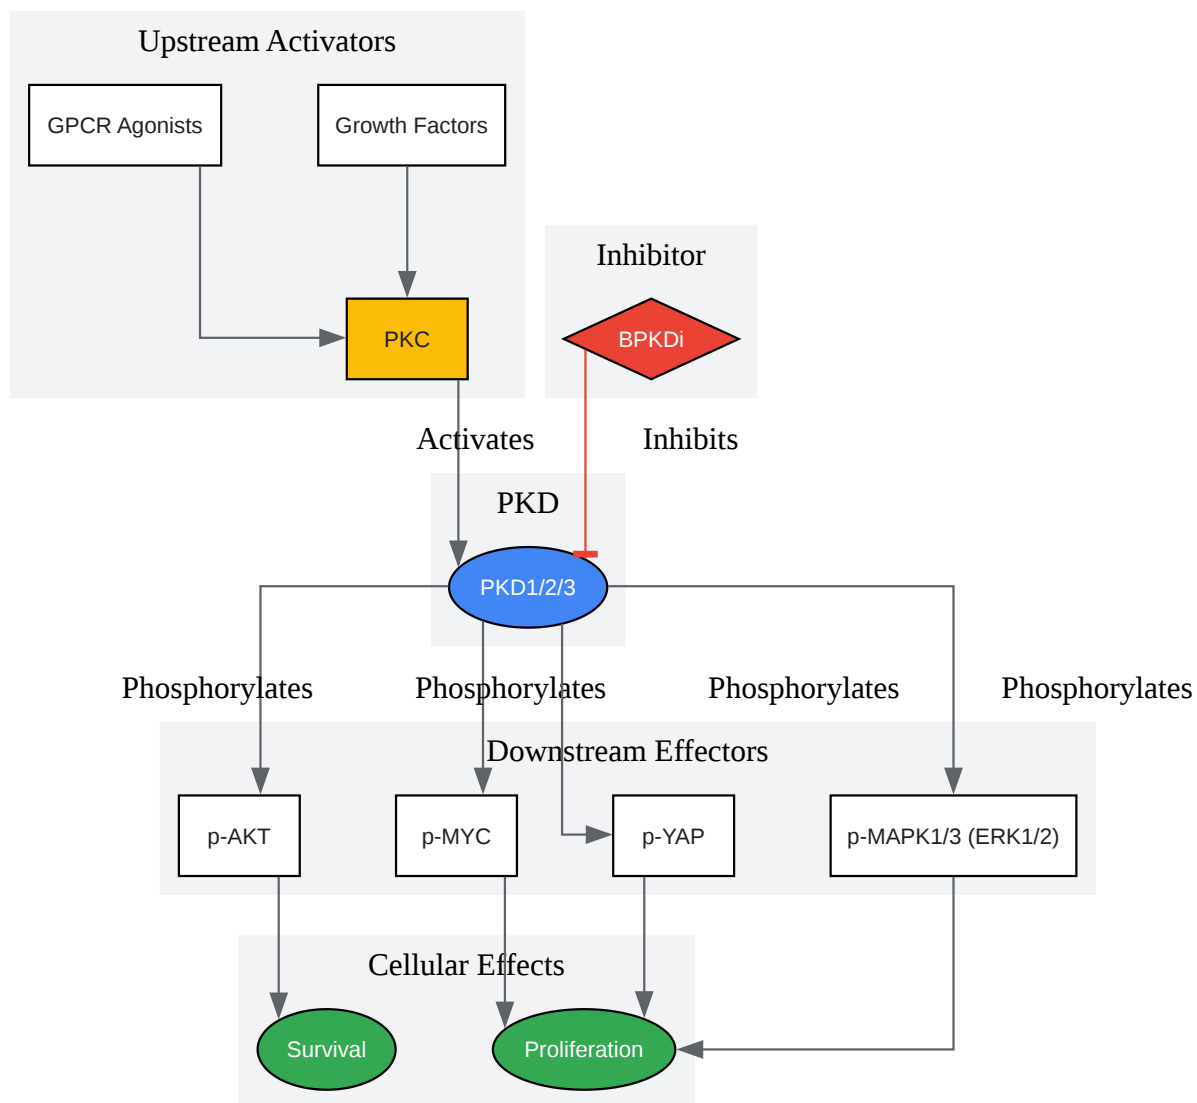 Upstream Activators
GPCR Agonists
Growth Factors
Inhibitor
PKC
BPKDi
Activates
Inhibits
PKD
PKD1/2/3
Phosphorylates
Phosphorylates
Phosphorylates
Phosphorylates
Downstream Effectors
p-AKT
p-MYC
p-YAP
p-MAPK1/3 (ERK1/2)
Cellular Effects
Survival
Proliferation